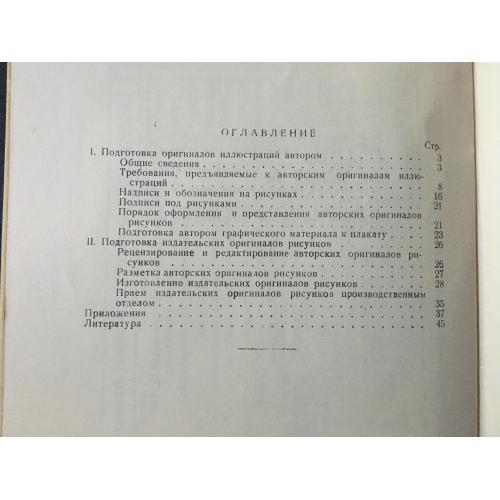 ОГЛАВЛЕНИЕ
Стр.
I. Подготовка оригиналов иллюстраций автором . . . . . . . . . . 3
Общие сведения . . . . . . . . . . . . . . . . . . . 3
Требования, предъявляемые к авторским оригиналам иллю-
страций . . . . . . . . . . . . . . . . . . . . . . 8
Надписи и обозначения на рисунках . . . . . . . . . . . 16
Подписи под рисунками . . . . . . . . . . . . . . . . 21
Порядок оформления и представления авторских оригиналов
рисунков . . . . . . . . . . . . . . . . . . . . . 21
Подготовка автором графического материала к плакату . . . . 23
II. Подготовка издательских оригиналов рисунков . . . . . . . . . 26
Рецензирование и редактирование авторских оригиналов ри-
сунков . . . . . . . . . . . . . . . . . . . . . . 26
Разметка авторских оригиналов рисунков . . . . . . . . . 27
Изготовление издательских оригиналов рисунков . . . . . . 28
Прием издательских оригиналов рисунков производственным
отделом . . . . . . . . . . . . . . . . . . . . . . 35
Приложения . . . . . . . . . . . . . . . . . . . . . . 37
Литература . . . . . . . . . . . . . . . . . . . . . . 45